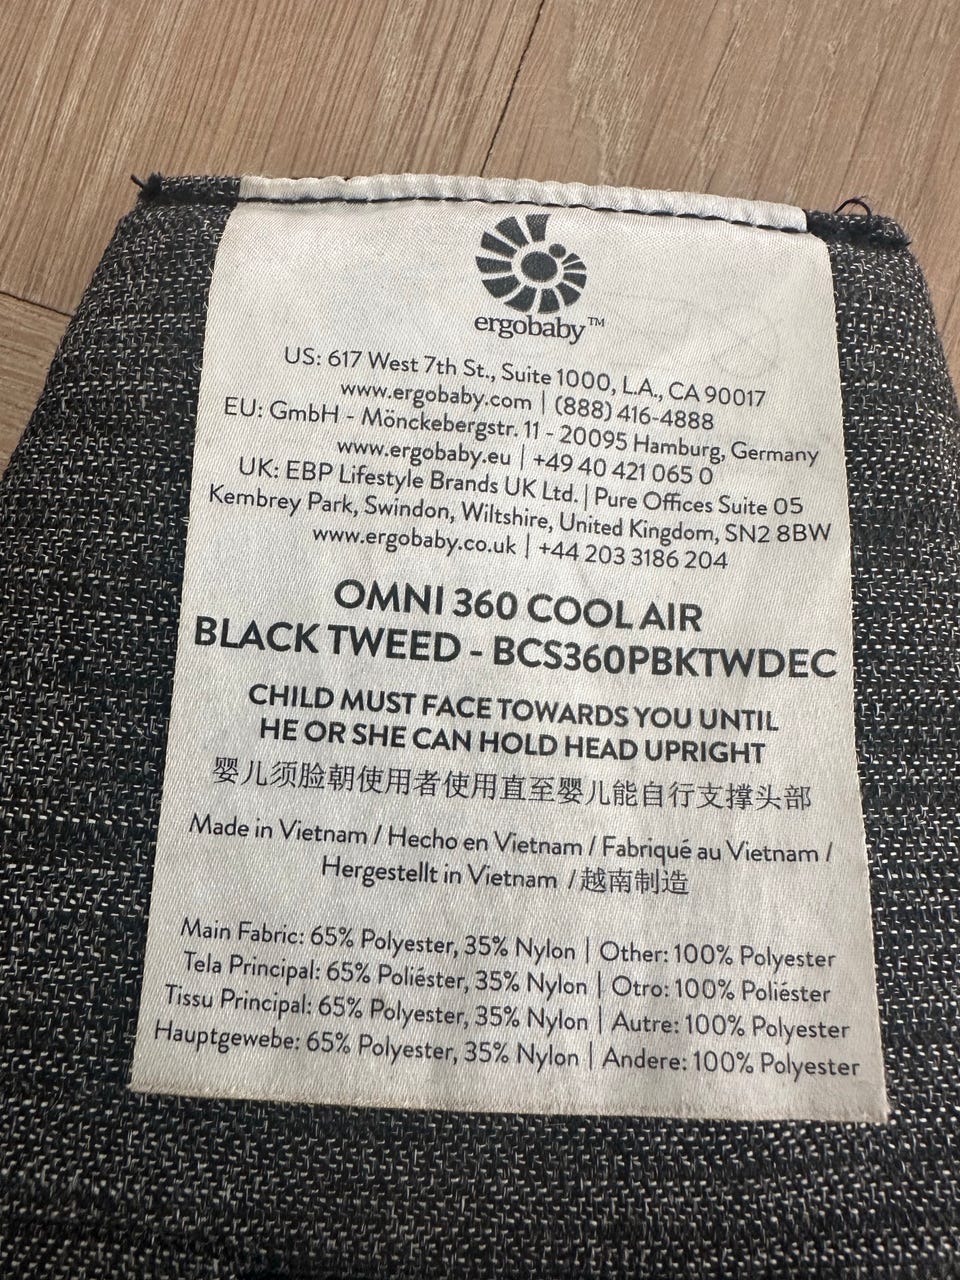 ergobaby™
US: 617 West 7th St., Suite 1000, L.A., CA 90017
www.ergobaby.com | (888) 416-4888
EU: GmbH - Mönckebergstr. 11 - 20095 Hamburg, Germany
www.ergobaby.eu | +49 40 421 065 0
UK: EBP Lifestyle Brands UK Ltd. | Pure Offices Suite 05
Kembrey Park, Swindon, Wiltshire, United Kingdom, SN2 8BW
www.ergobaby.co.uk | +44 203 3186 204
OMNI 360 COOL AIR
BLACK TWEED - BCS360PBKTWDEC
CHILD MUST FACE TOWARDS YOU UNTIL
HE OR SHE CAN HOLD HEAD UPRIGHT
婴儿须脸朝使用者使用直至婴儿能自行支撑头部
Made in Vietnam / Hecho en Vietnam / Fabriqué au Vietnam /
Hergestellt in Vietnam / 越南制造
Main Fabric: 65% Polyester, 35% Nylon | Other: 100% Polyester
Tela Principal: 65% Poliéster, 35% Nylon | Otro: 100% Poliéster
Tissu Principal: 65% Polyester, 35% Nylon | Autre: 100% Polyester
Hauptgewebe: 65% Polyester, 35% Nylon | Andere: 100% Polyester